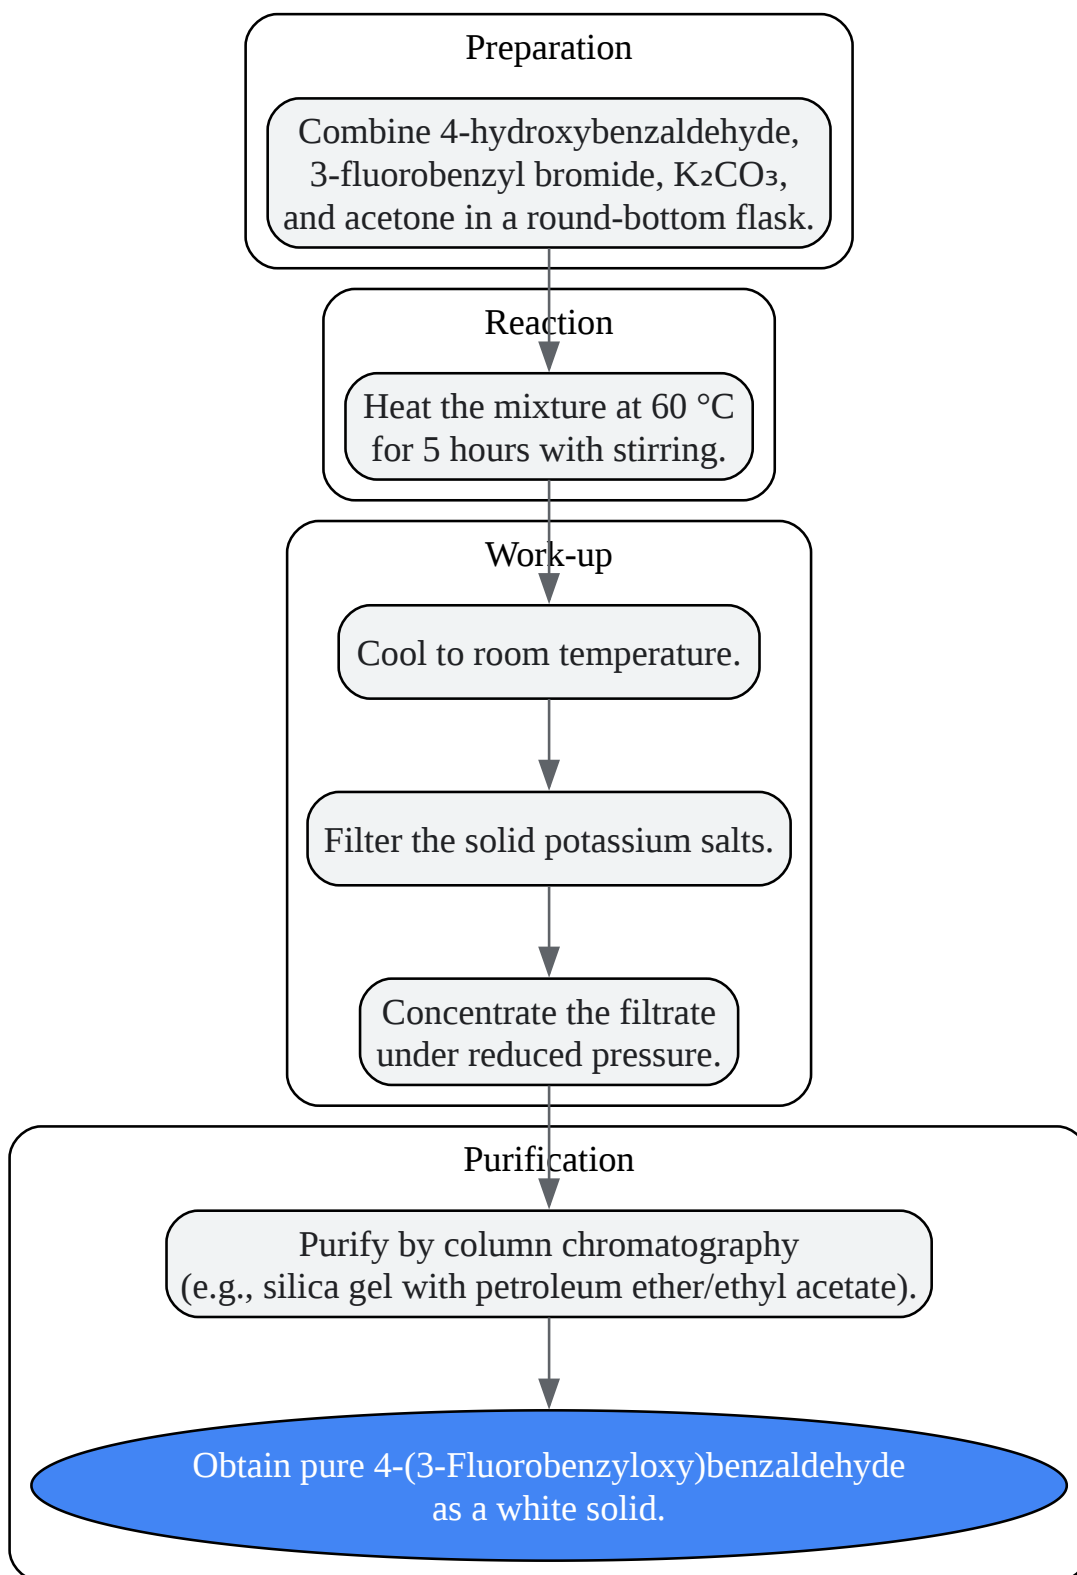 Preparation
Combine 4-hydroxybenzaldehyde,
3-fluorobenzyl bromide, K₂CO₃,
and acetone in a round-bottom flask.
Reaction
Heat the mixture at 60 °C
for 5 hours with stirring.
Work-up
Cool to room temperature.
Filter the solid potassium salts.
Concentrate the filtrate
under reduced pressure.
Purification
Purify by column chromatography
(e.g., silica gel with petroleum ether/ethyl acetate).
Obtain pure 4-(3-Fluorobenzyloxy)benzaldehyde
as a white solid.